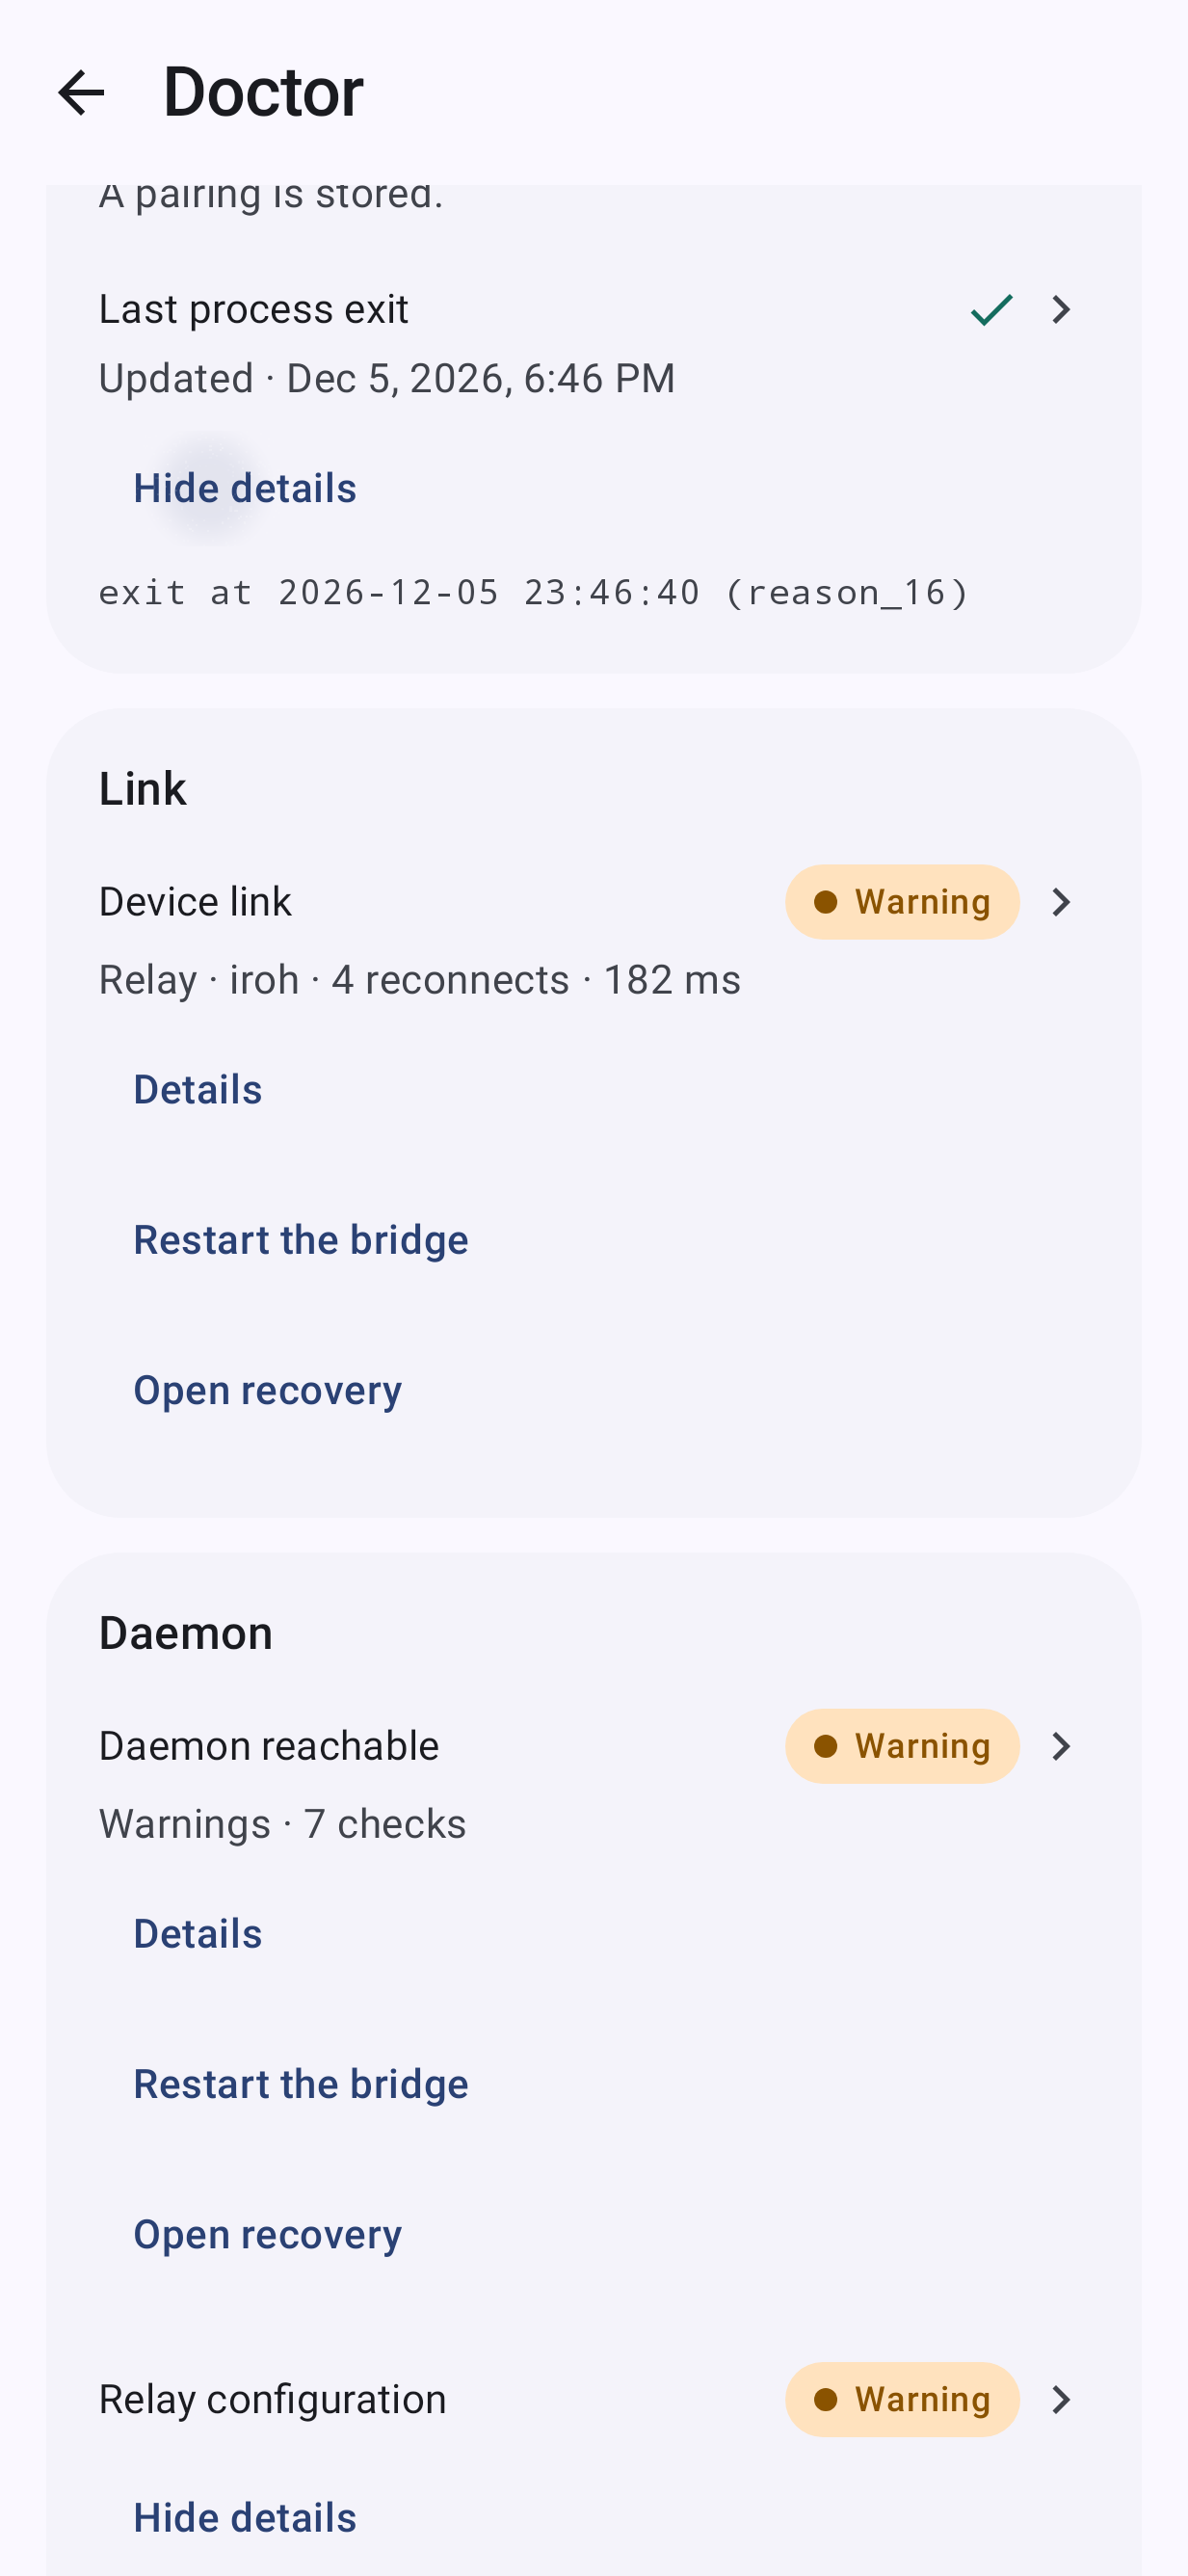 Doctor
A pairing is stored.
Last process exit
Updated · Dec 5, 2026, 6:46 PM
Hide details
exit at 2026-12-05 23:46:40 (reason_16)
Link
Device link
Warning
Relay · iroh · 4 reconnects · 182 ms
Details
Restart the bridge
Open recovery
Daemon
Daemon reachable
Warning
Warnings · 7 checks
Details
Restart the bridge
Open recovery
Relay configuration
Warning
Hide details